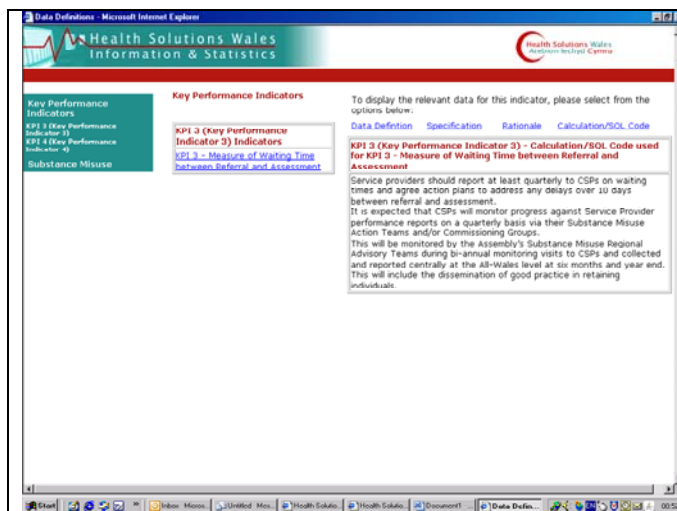 Data Definitions - Microsoft Internet Explorer
Health Solutions Wales
Information & Statistics
Health Solutions Wales
Cymru
Key Performance
Indicators
KPI 3 (Key Performance
Indicator 3)
KPI 4 (Key Performance
Indicator 4)
Substance Misuse
Key Performance Indicators
KPI 3 (Key Performance
Indicator 3) Indicators
KPI 3 - Measure of Waiting Time
between Referral and Assessment
To display the relevant data for this indicator, please select from the
options below:
Data Defintion Specification Rationale Calculation/SQL Code
KPI 3 (Key Performance Indicator 3) - Calculation/SQL Code used
for KPI 3 - Measure of Waiting Time between Referral and
Assessment
Service providers should report at least quarterly to CSPs on waiting
times and agree action plans to address any delays over 10 days
between referral and assessment.
It is expected that CSPs will monitor progress against Service Provider
performance reports on a quarterly basis via their Substance Misuse
Action Teams and/or Commissioning Groups.
This will be monitored by the Assembly's Substance Misuse Regional
Advisory Teams during bi-annual monitoring visits to CSPs and collected
and reported centrally at the All-Wales level at six months and year end.
This will include the dissemination of good practice in retaining
individuals.
Start Inbox Micros... Untitled Mes... Health Solutio... Health Solutio... Document1 ... Data Defin...